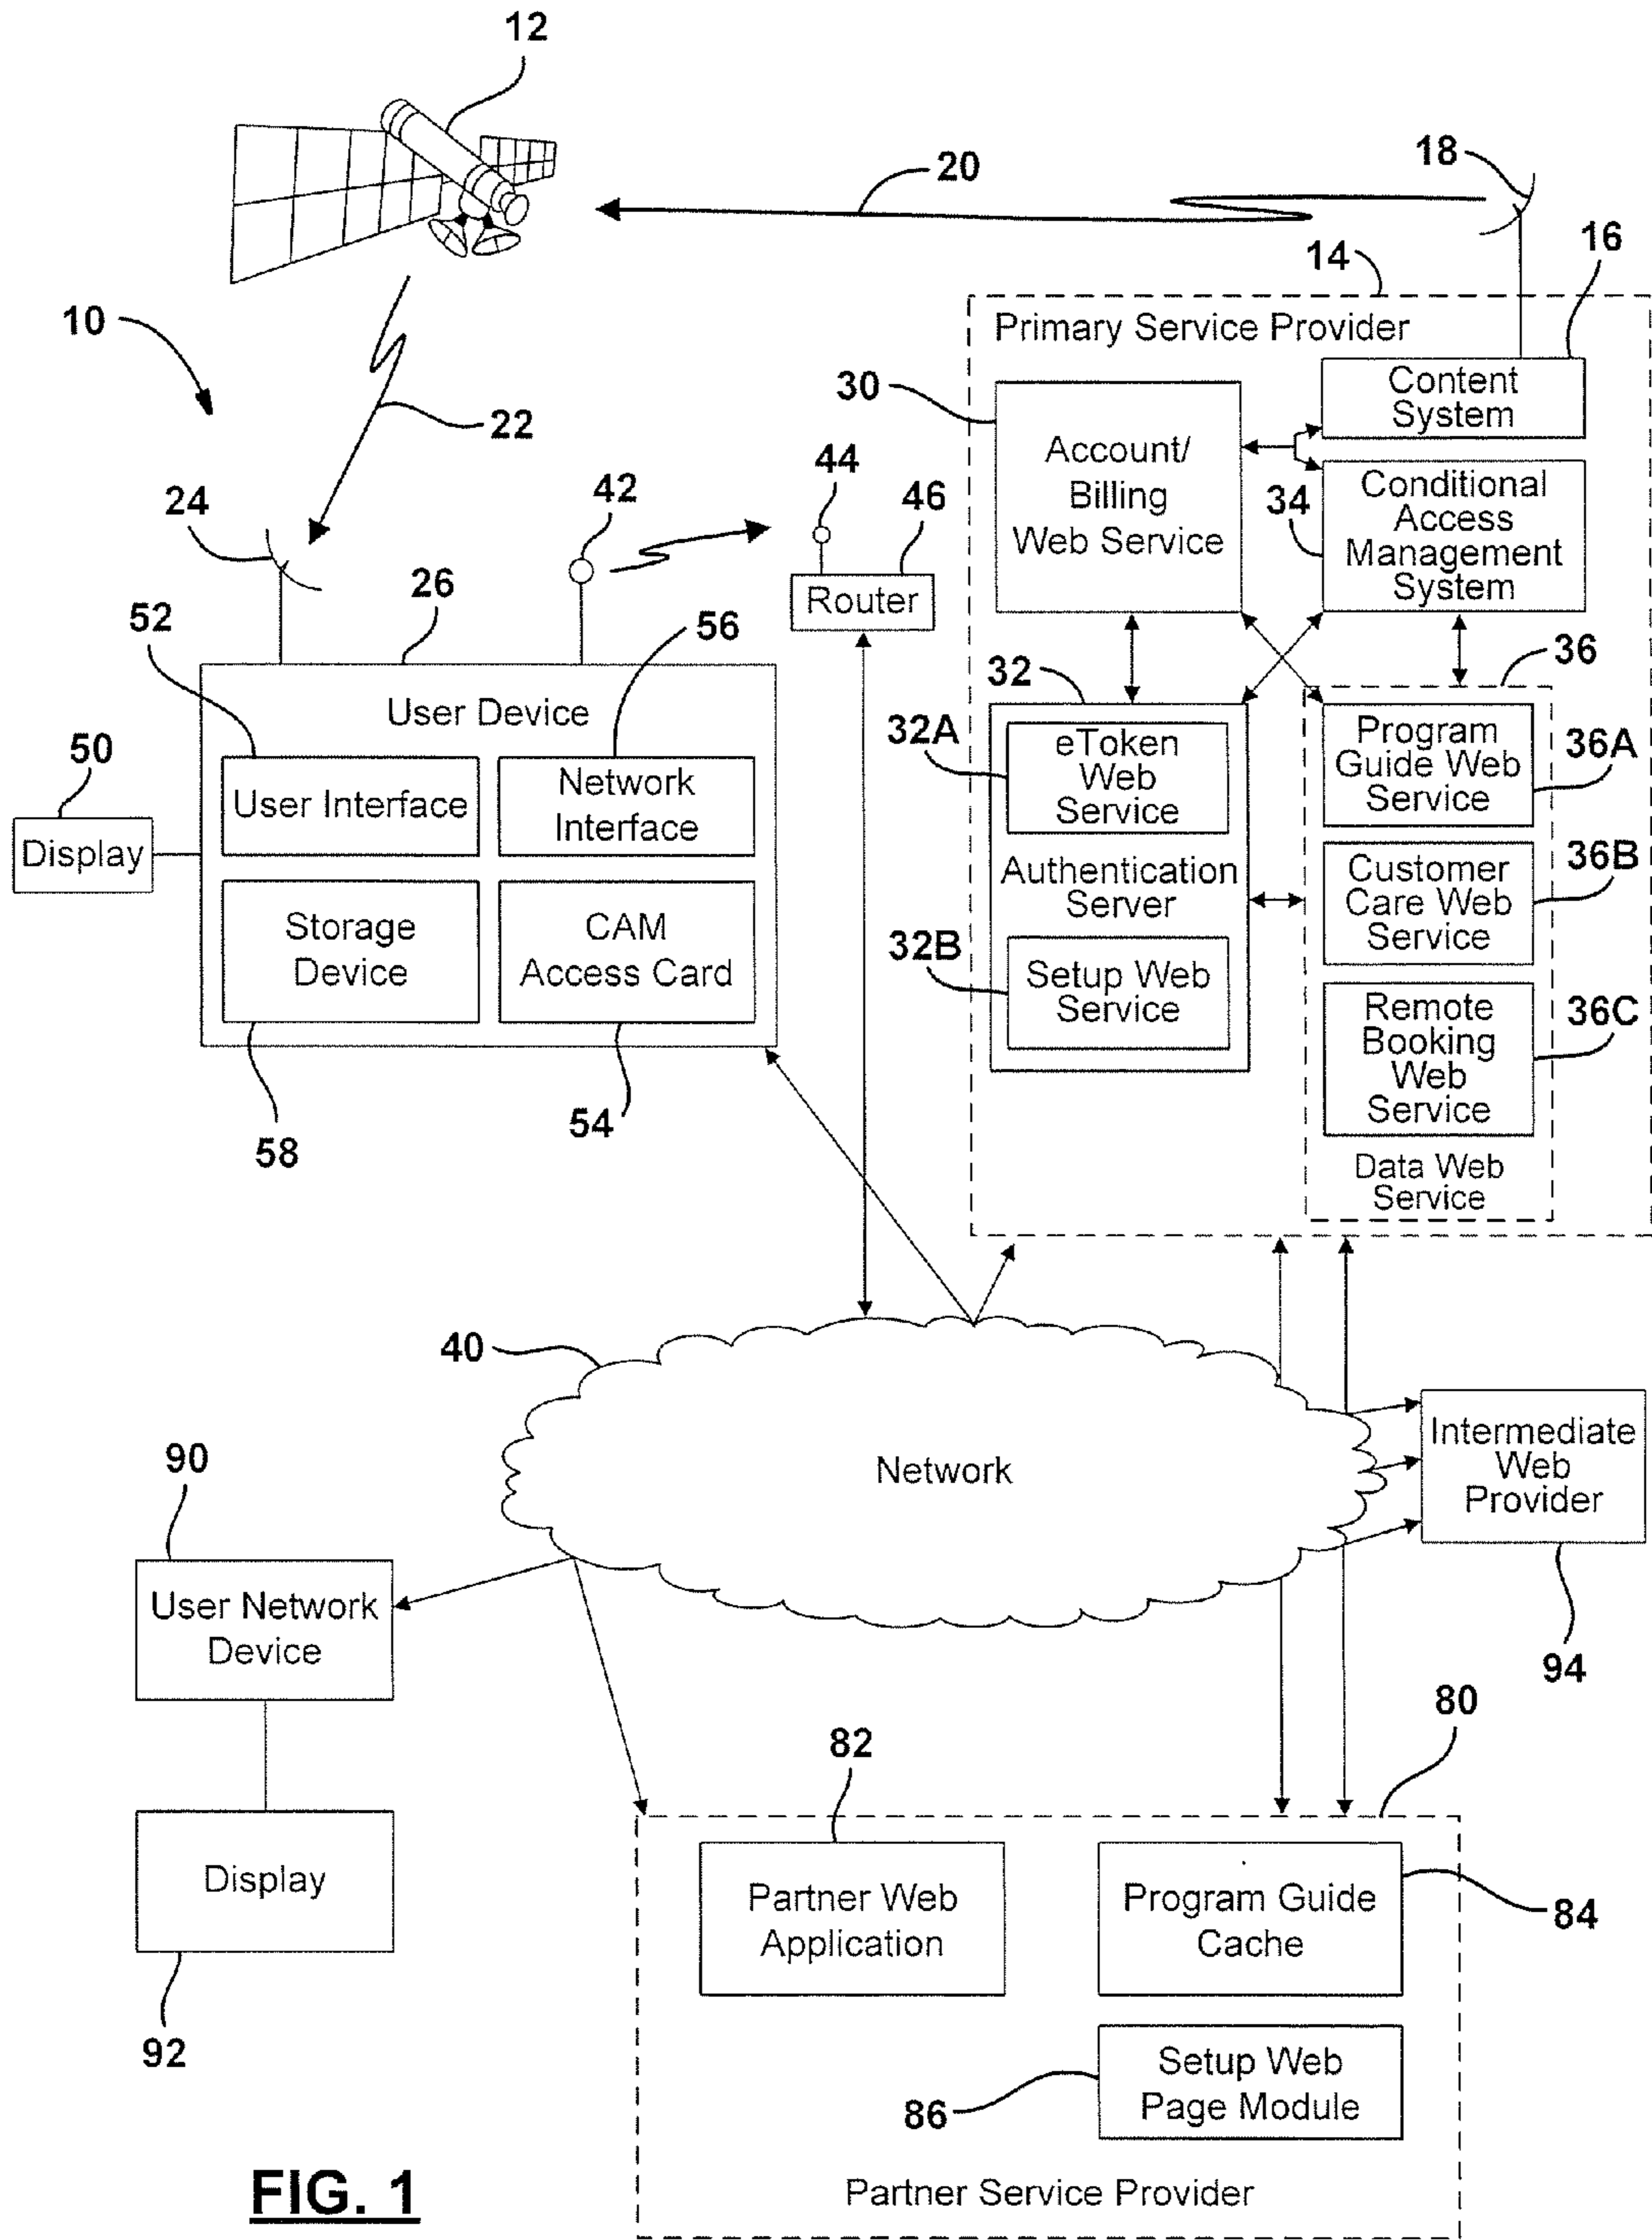 12
18
20
14
16
Primary Service Provider
10
30
Content
System
22
44
Account/
Billing
Web Service
42
46
34
Conditional
Access
Management
System
24
26
Router
52
56
32
36
User Device
32A
eToken
Web
Service
Program
Guide Web
Service
36A
50
User Interface
Network
Interface
Display
Authentication
Server
Customer
Care Web
Service
36B
Storage
Device
CAM
Access Card
32B
Setup Web
Service
Remote
Booking
Web
Service
36C
58
54
Data Web
Service
40
Network
Intermediate
Web
Provider
90
User Network
Device
94
80
82
Display
Partner Web
Application
Program Guide
Cache
84
92
86
Setup Web
Page Module
FIG. 1
Partner Service Provider